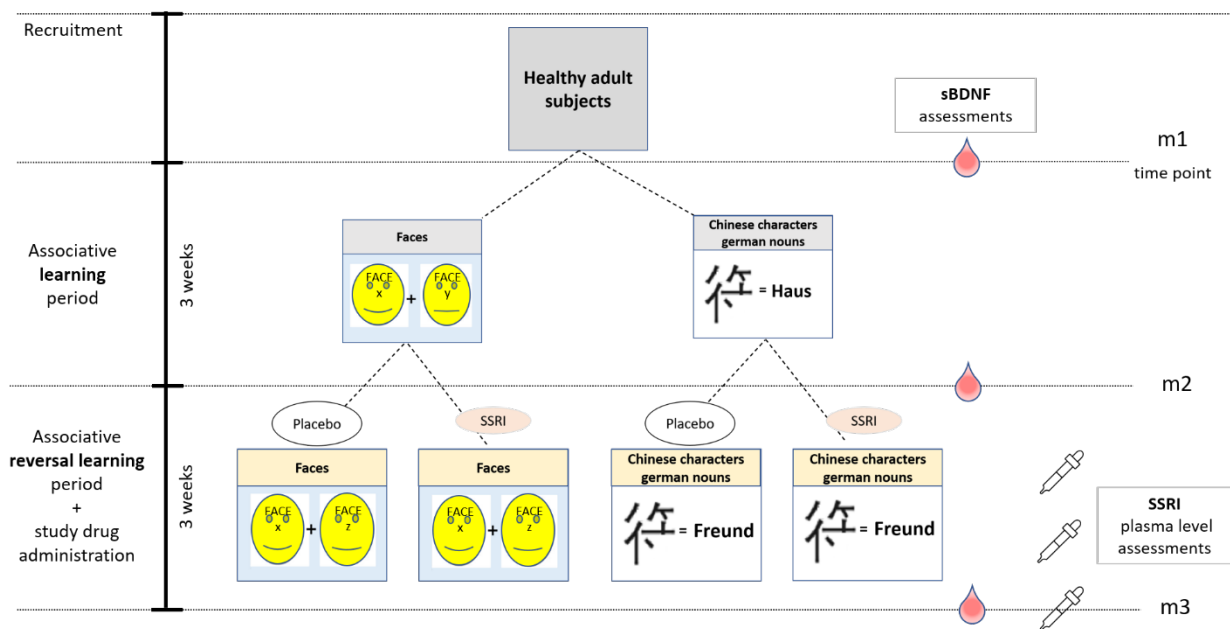 Recruitment
Healthy adult
subjects
sBDNF
assessments
m1
time point
Associative
learning
period
3 weeks
Faces
FACE
x
+
FACE
y
Chinese characters
german nouns
= Haus
m2
Associative
reversal learning
period
+
study drug
administration
3 weeks
Placebo
SSRI
Placebo
SSRI
Faces
FACE
x
+
FACE
z
Faces
FACE
x
+
FACE
z
Chinese characters
german nouns
= Freund
Chinese characters
german nouns
= Freund
SSRI
plasma level
assessments
m3